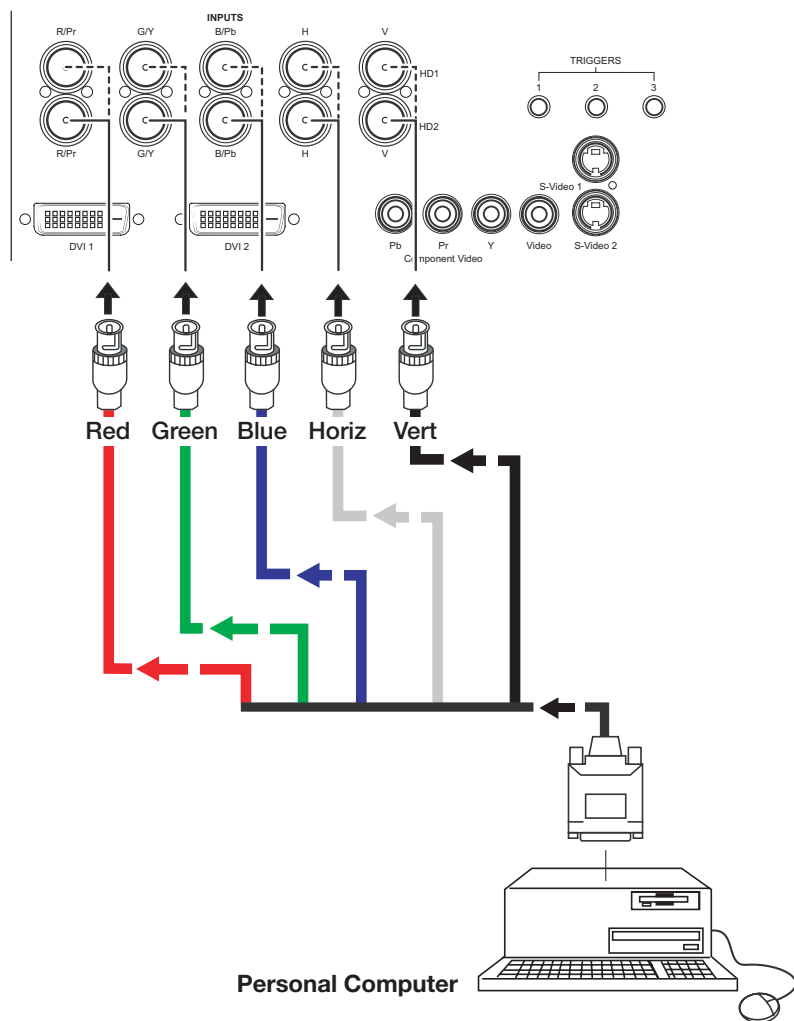 INPUTS
R/Pr G/Y B/Pb H V
HD1
HD2
R/Pr G/Y B/Pb H V
TRIGGERS
1 2 3
S-Video 1
DVI 1 DVI 2
Pb Pr Y Video S-Video 2
Component Video
Red Green Blue Horiz Vert
Personal Computer